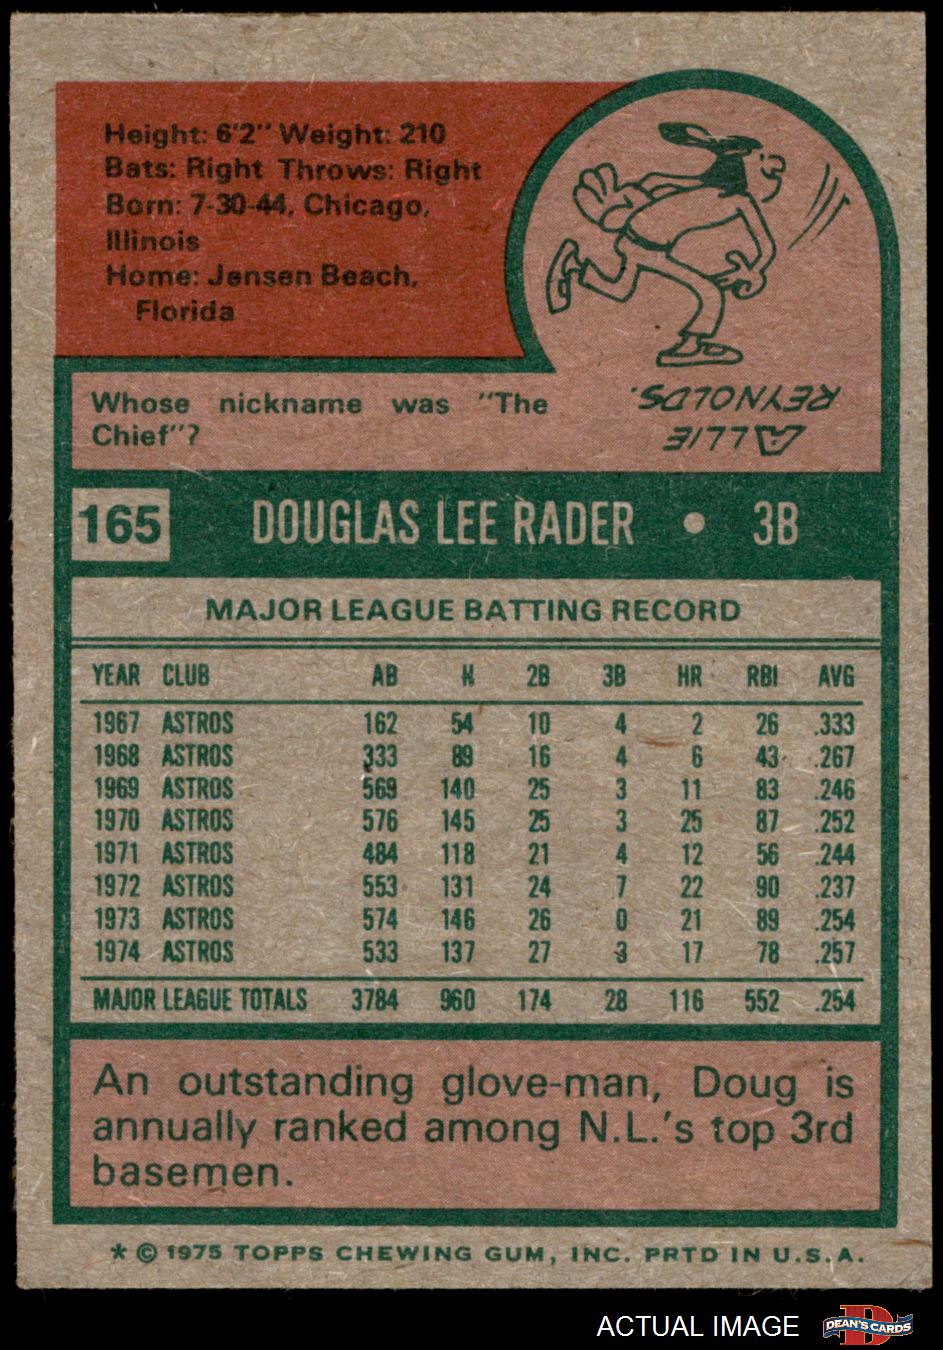 Height: 6'2" Weight: 210
Bats: Right Throws: Right
Born: 7-30-44, Chicago,
Illinois
Home: Jensen Beach,
Florida
Whose nickname was "The
Chief"?
ALLIE
REYNOLDS.
165 DOUGLAS LEE RADER • 3B
MAJOR LEAGUE BATTING RECORD
YEAR CLUB AB H 2B 3B HR RBI AVG
1967 ASTROS 162 54 10 4 2 26 .333
1968 ASTROS 333 89 16 4 6 43 .267
1969 ASTROS 569 140 25 3 11 83 .246
1970 ASTROS 576 145 25 3 25 87 .252
1971 ASTROS 484 118 21 4 12 56 .244
1972 ASTROS 553 131 24 7 22 90 .237
1973 ASTROS 574 146 26 0 21 89 .254
1974 ASTROS 533 137 27 3 17 78 .257
MAJOR LEAGUE TOTALS 3784 960 174 28 116 552 .254
An outstanding glove-man, Doug is
annually ranked among N.L.'s top 3rd
basemen.
* © 1975 TOPPS CHEWING GUM, INC. PRTD IN U.S.A.
ACTUAL IMAGE DEAN'S CARDS